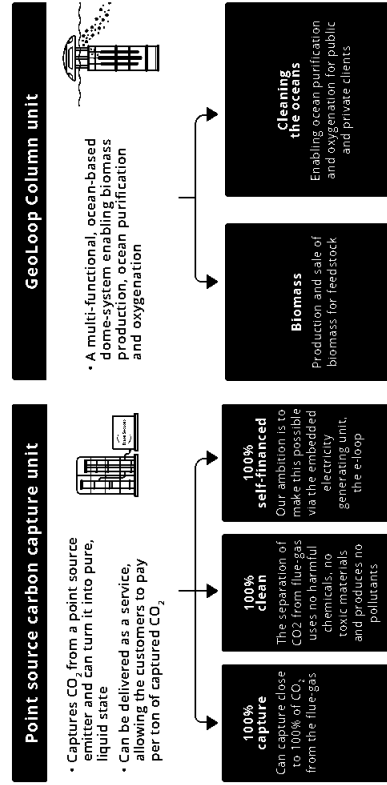 Point source carbon capture unit
• Captures CO2 from a point source
emitter and can turn it into pure,
liquid state
• Can be delivered as a service,
allowing the customers to pay
per ton of captured CO2
100%
capture
Can capture close
to 100% of CO2
from the flue-gas
100%
clean
The separation of
CO2 from flue-gas
uses no harmful
chemicals, no
toxic materials
and produces no
pollutants
100%
self-financed
Our ambition is to
make this possible
via the embedded
electricity
generating unit,
the e-loop
GeoLoop Column unit
• A multi-functional, ocean-based
dome-system enabling biomass
production, ocean purification
and oxygenation
Biomass
Production and sale of
biomass for feedstock
Cleaning
the oceans
Enabling ocean purification
and oxygenation for public
and private clients